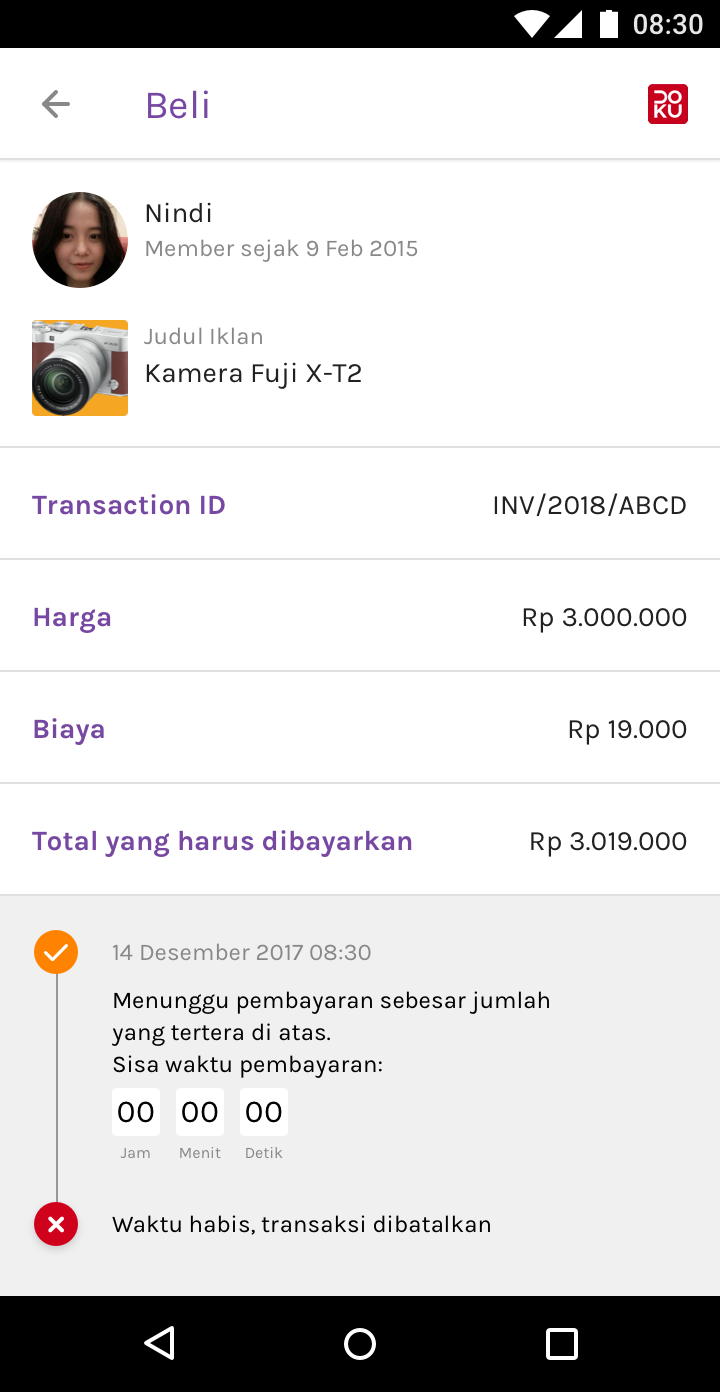 08:30
Beli
DOKU
Nindi
Member sejak 9 Feb 2015
Judul Iklan
Kamera Fuji X-T2
Transaction ID
INV/2018/ABCD
Harga
Rp 3.000.000
Biaya
Rp 19.000
Total yang harus dibayarkan
Rp 3.019.000
14 Desember 2017 08:30
Menunggu pembayaran sebesar jumlah
yang tertera di atas.
Sisa waktu pembayaran:
00 00 00
Jam Menit Detik
Waktu habis, transaksi dibatalkan